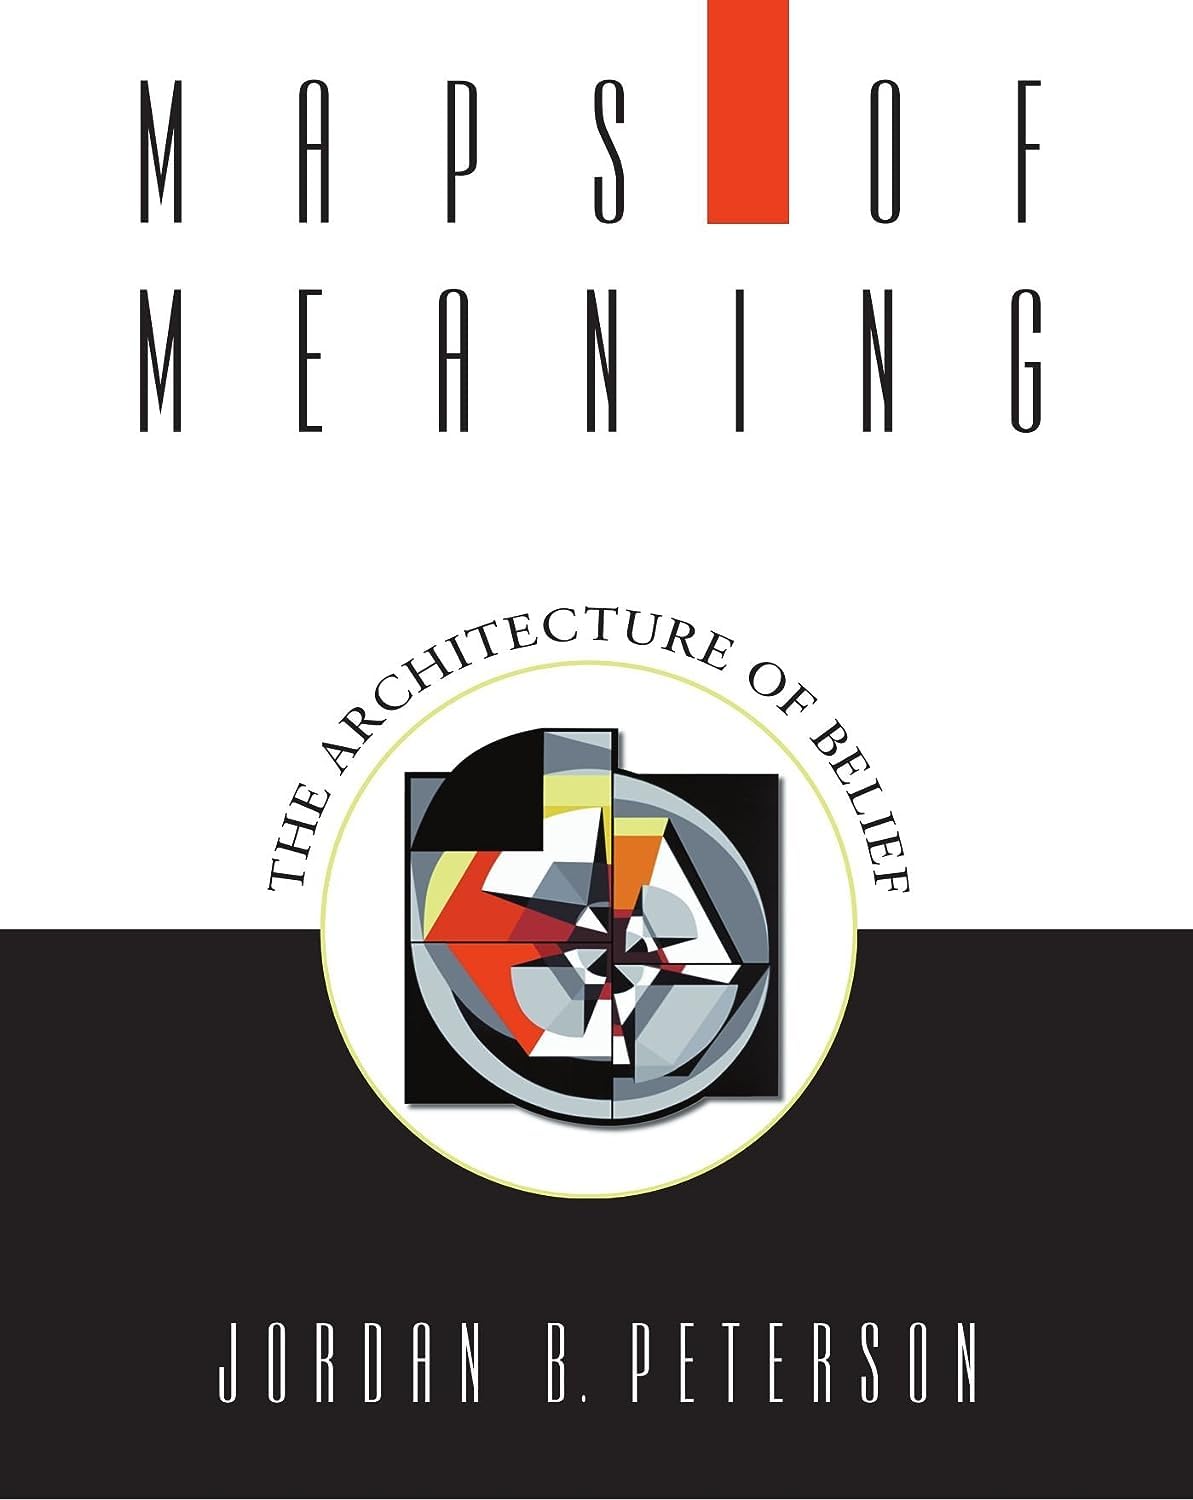 MAPS OF
MEANING
THE ARCHITECTURE OF BELIEF
JORDAN B. PETERSON